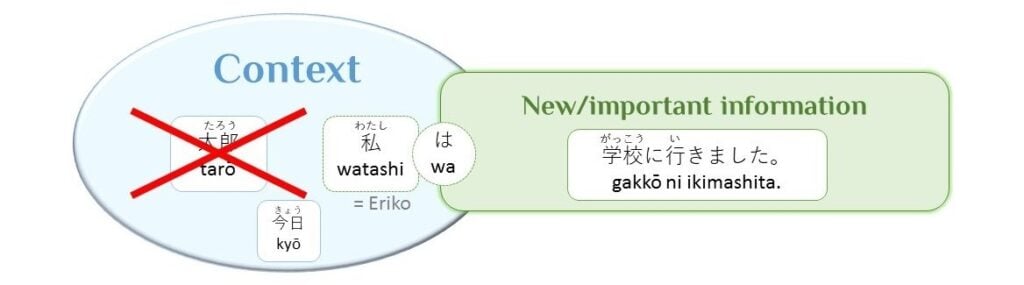 Context
New/important information
たろう
太郎
tarō
わたし
私
watashi
は
wa
= Eriko
きょう
今日
kyō
がっこう い
学校に行きました。
gakkō ni ikimashita.